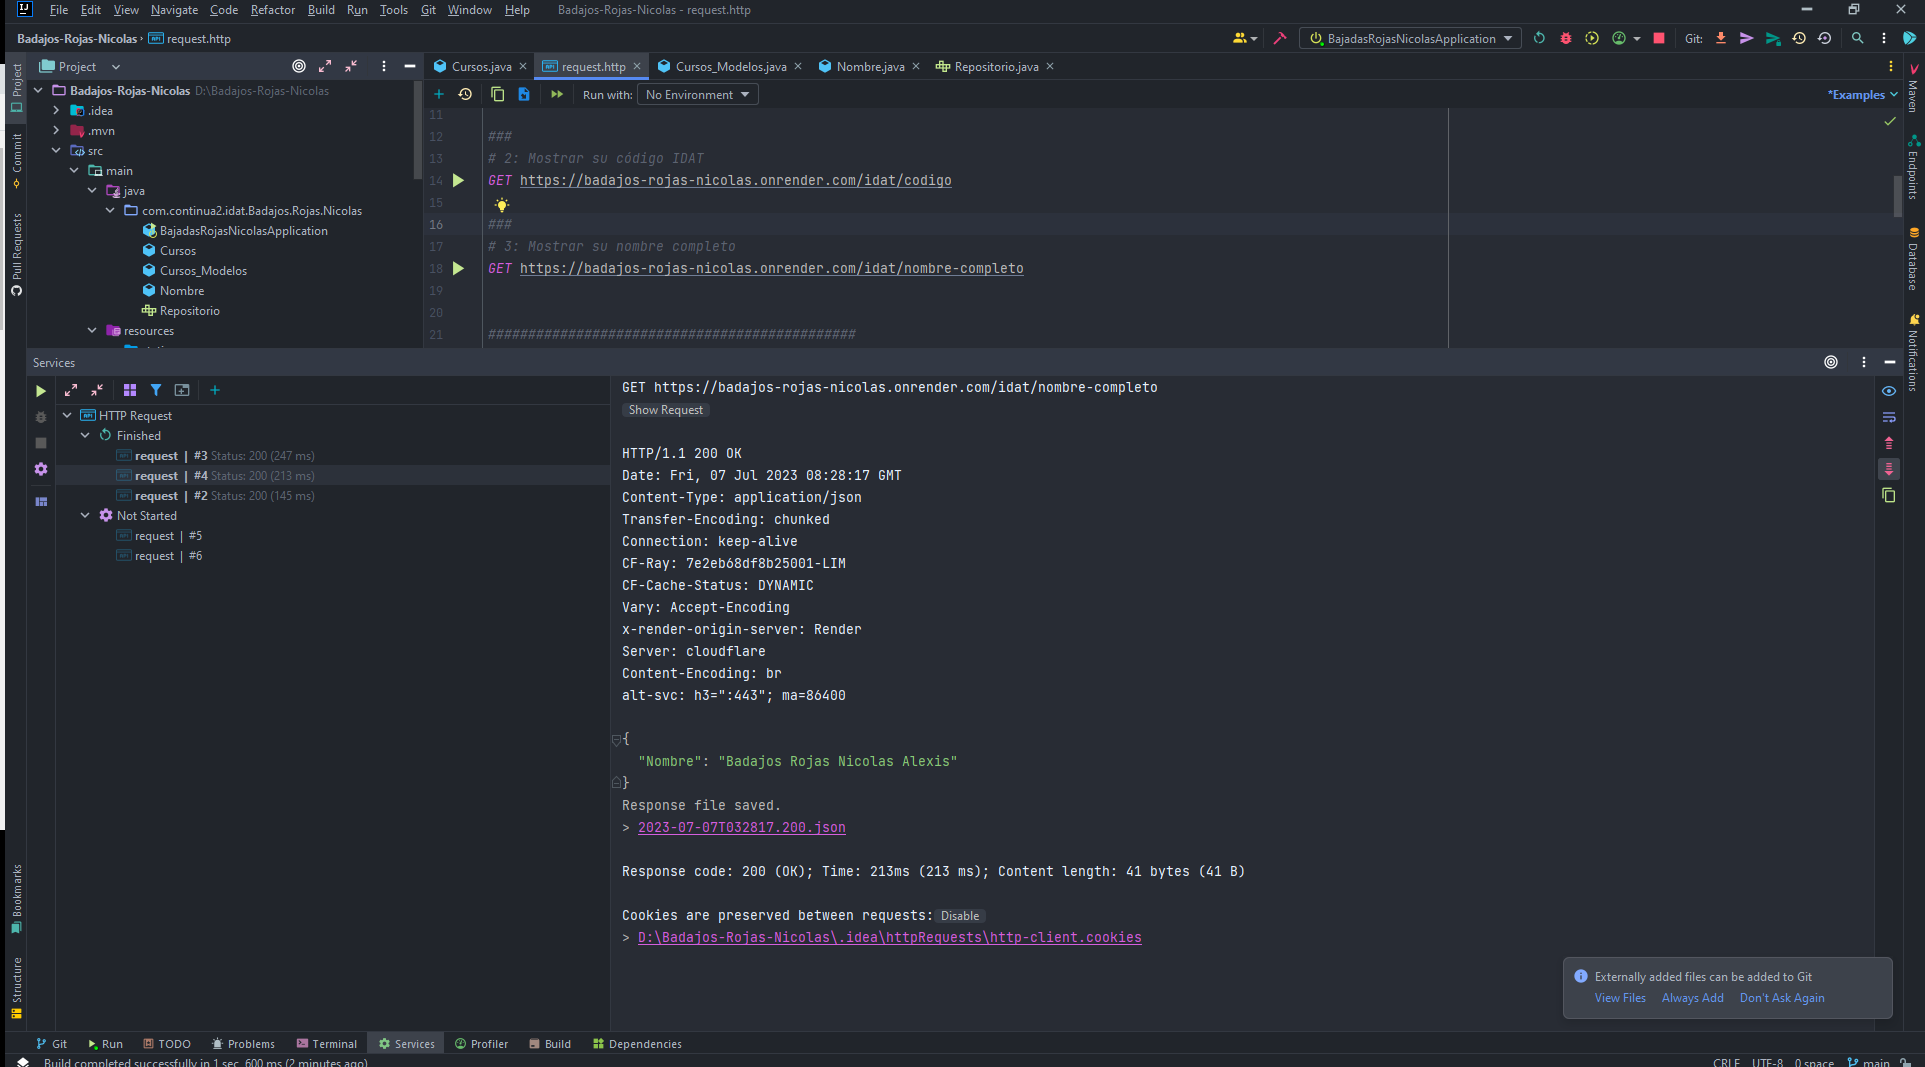 File Edit View Navigate Code Refactor Build Run Tools Git Window Help Badajos-Rojas-Nicolas - request.http
Badajos-Rojas-Nicolas request.http
BajadasRojasNicolasApplication Git:
Project
Cursos.java request.http Cursos_Modelos.java Nombre.java Repositorio.java
Run with: No Environment *Examples
Badajos-Rojas-Nicolas D:\Badajos-Rojas-Nicolas
.idea
.mvn
src
main
java
com.continua2.idat.Badajos.Rojas.Nicolas
BajadasRojasNicolasApplication
Cursos
Cursos_Modelos
Nombre
Repositorio
resources
11
12 ###
13 # 2: Mostrar su código IDAT
14 GET https://badajos-rojas-nicolas.onrender.com/idat/codigo
15
16 ###
17 # 3: Mostrar su nombre completo
18 GET https://badajos-rojas-nicolas.onrender.com/idat/nombre-completo
19
20
21 ##############################################
Project
Commit
Pull Requests
Bookmarks
Structure
Maven
Endpoints
Database
Notifications
Services
HTTP Request
Finished
request | #3 Status: 200 (247 ms)
request | #4 Status: 200 (213 ms)
request | #2 Status: 200 (145 ms)
Not Started
request | #5
request | #6
GET https://badajos-rojas-nicolas.onrender.com/idat/nombre-completo
Show Request
HTTP/1.1 200 OK
Date: Fri, 07 Jul 2023 08:28:17 GMT
Content-Type: application/json
Transfer-Encoding: chunked
Connection: keep-alive
CF-Ray: 7e2eb68df8b25001-LIM
CF-Cache-Status: DYNAMIC
Vary: Accept-Encoding
x-render-origin-server: Render
Server: cloudflare
Content-Encoding: br
alt-svc: h3=":443"; ma=86400
{
"Nombre": "Badajos Rojas Nicolas Alexis"
}
Response file saved.
> 2023-07-07T032817.200.json
Response code: 200 (OK); Time: 213ms (213 ms); Content length: 41 bytes (41 B)
Cookies are preserved between requests: Disable
> D:\Badajos-Rojas-Nicolas\.idea\httpRequests\http-client.cookies
Externally added files can be added to Git
View Files Always Add Don't Ask Again
Git Run TODO Problems Terminal Services Profiler Build Dependencies
Build completed successfully in 1 sec, 600 ms (2 minutes ago) CRLF UTF-8 0 space main